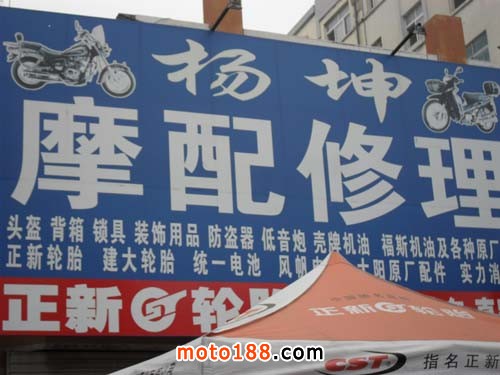 杨坤
摩配修理
头盔 背箱 锁具 装饰用品 防盗器 低音炮 壳牌机油 福斯机油及各种原厂
正新轮胎 建大轮胎 统一电池 风帆 太阳原厂配件 实力
正新轮胎
正新轮胎
CST
指名正新
moto188.com